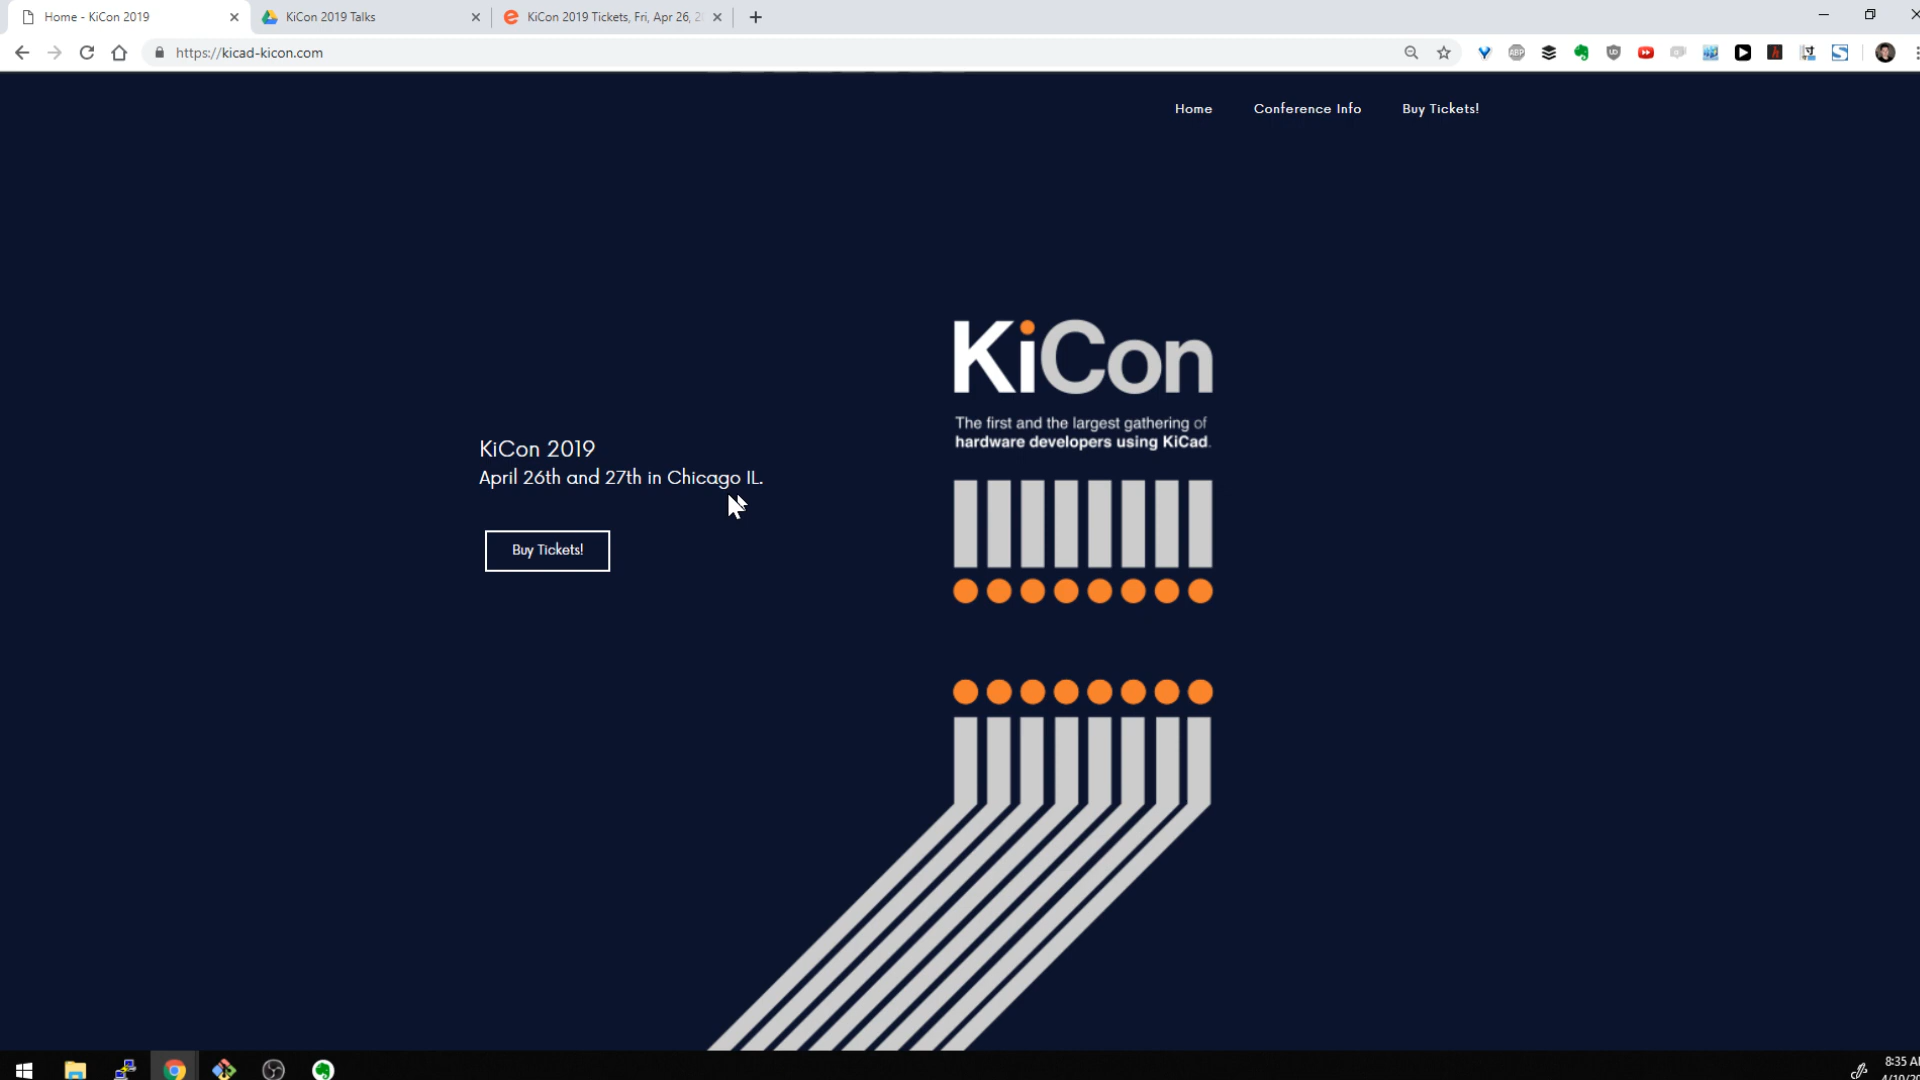 Home - KiCon 2019
KiCon 2019 Talks
KiCon 2019 Tickets, Fri, Apr 26,
https://kicad-kicon.com
Home
Conference Info
Buy Tickets!
KiCon
The first and the largest gathering of
hardware developers using KiCad.
KiCon 2019
April 26th and 27th in Chicago IL.
Buy Tickets!
8:35 A